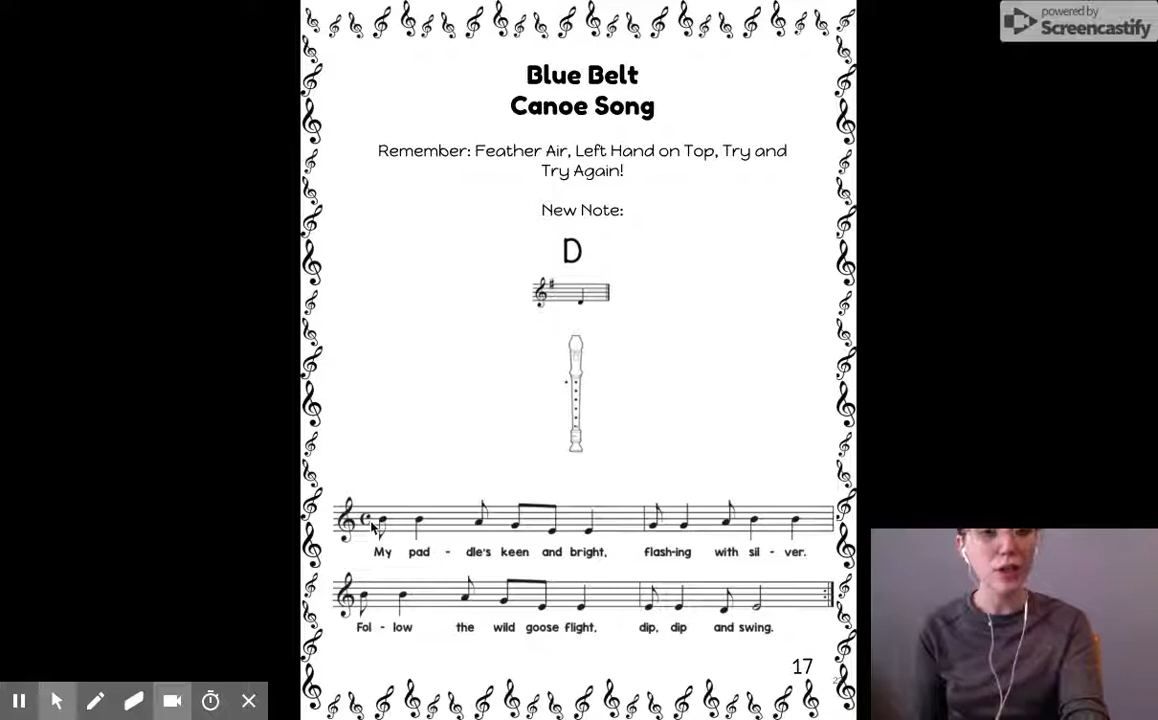 powered by
Screencastify
Blue Belt
Canoe Song
Remember: Feather Air, Left Hand on Top, Try and
Try Again!
New Note:
D
My pad - dle's keen and bright, flash-ing with sil - ver.
Fol - low the wild goose flight, dip, dip and swing.
17